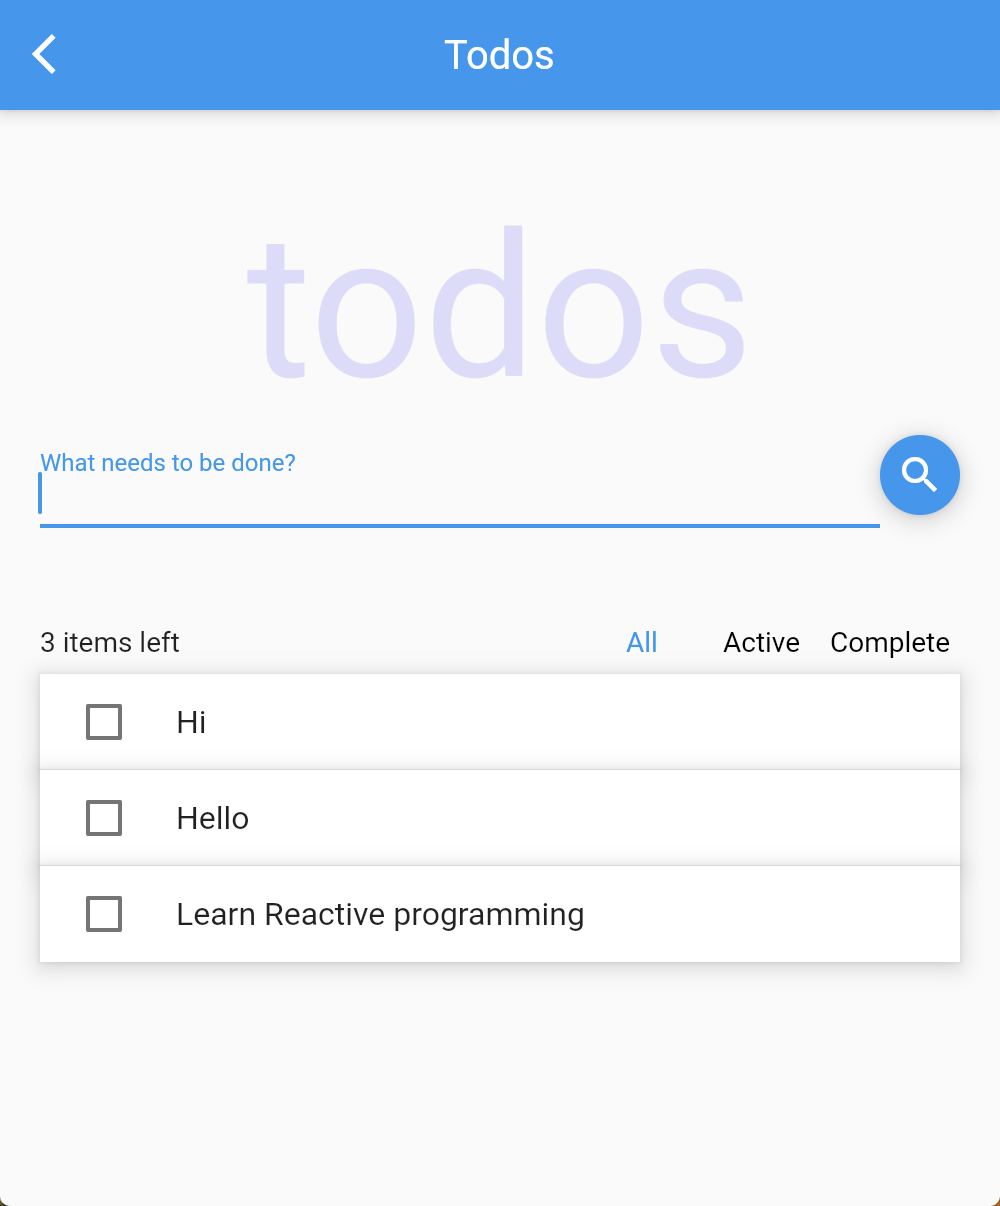 Todos
todos
What needs to be done?
3 items left All Active Complete
Hi
Hello
Learn Reactive programming